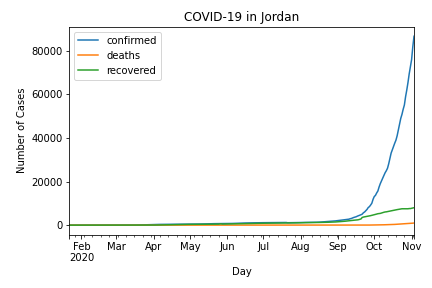 COVID-19 in Jordan
confirmed
deaths
recovered
Number of Cases
80000
60000
40000
20000
0
Feb Mar Apr May Jun Jul Aug Sep Oct Nov
2020
Day